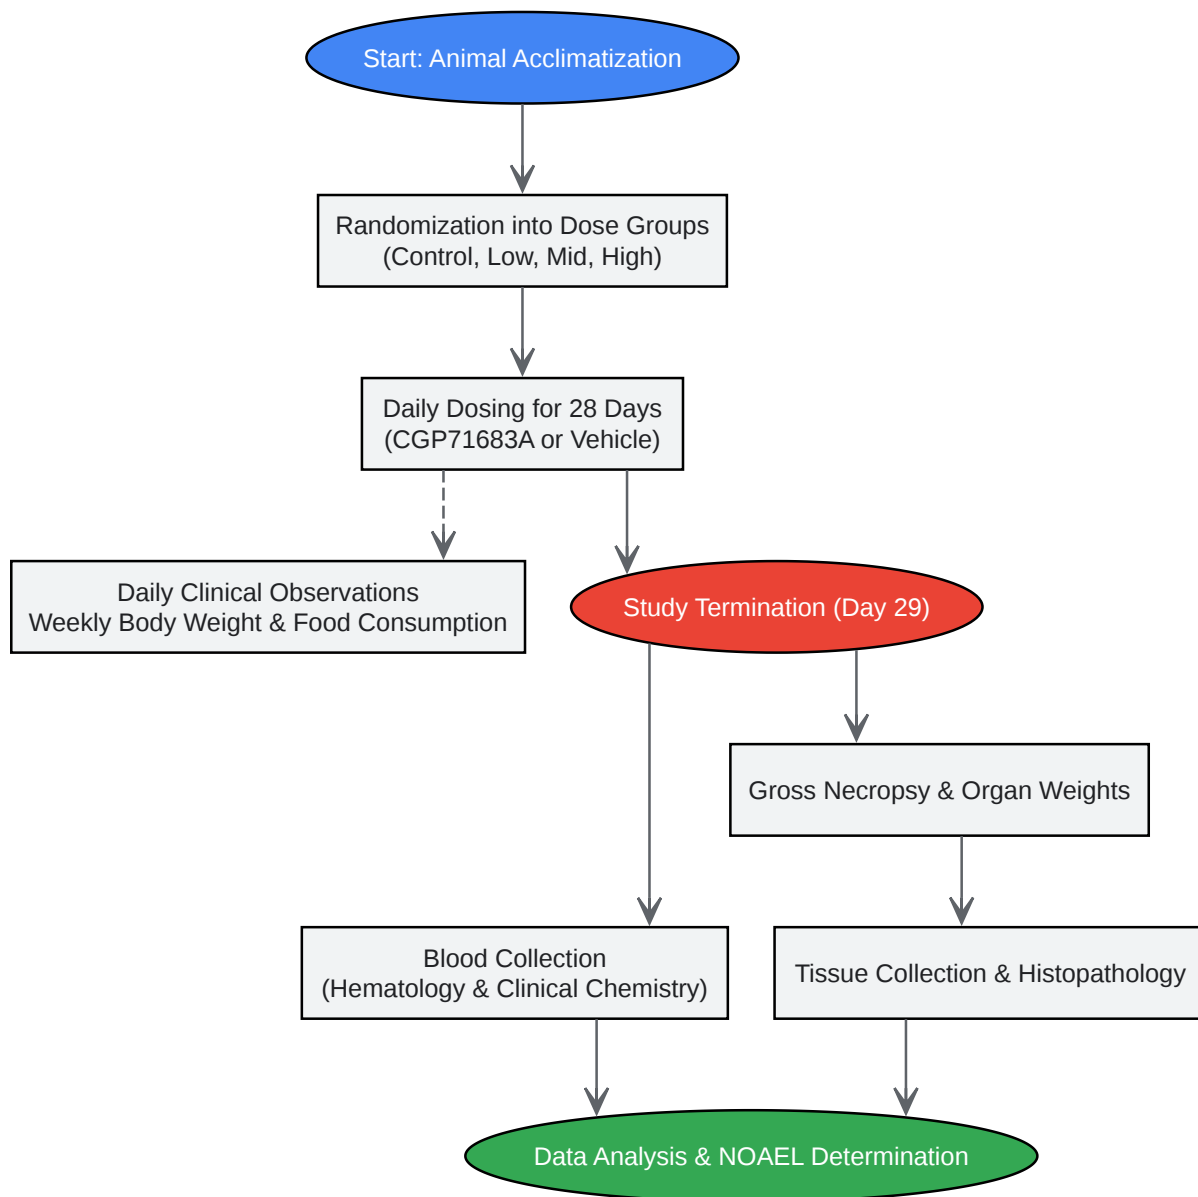 Start: Animal Acclimatization
Randomization into Dose Groups
(Control, Low, Mid, High)
Daily Dosing for 28 Days
(CGP71683A or Vehicle)
Daily Clinical Observations
Weekly Body Weight & Food Consumption
Study Termination (Day 29)
Gross Necropsy & Organ Weights
Blood Collection
(Hematology & Clinical Chemistry)
Tissue Collection & Histopathology
Data Analysis & NOAEL Determination